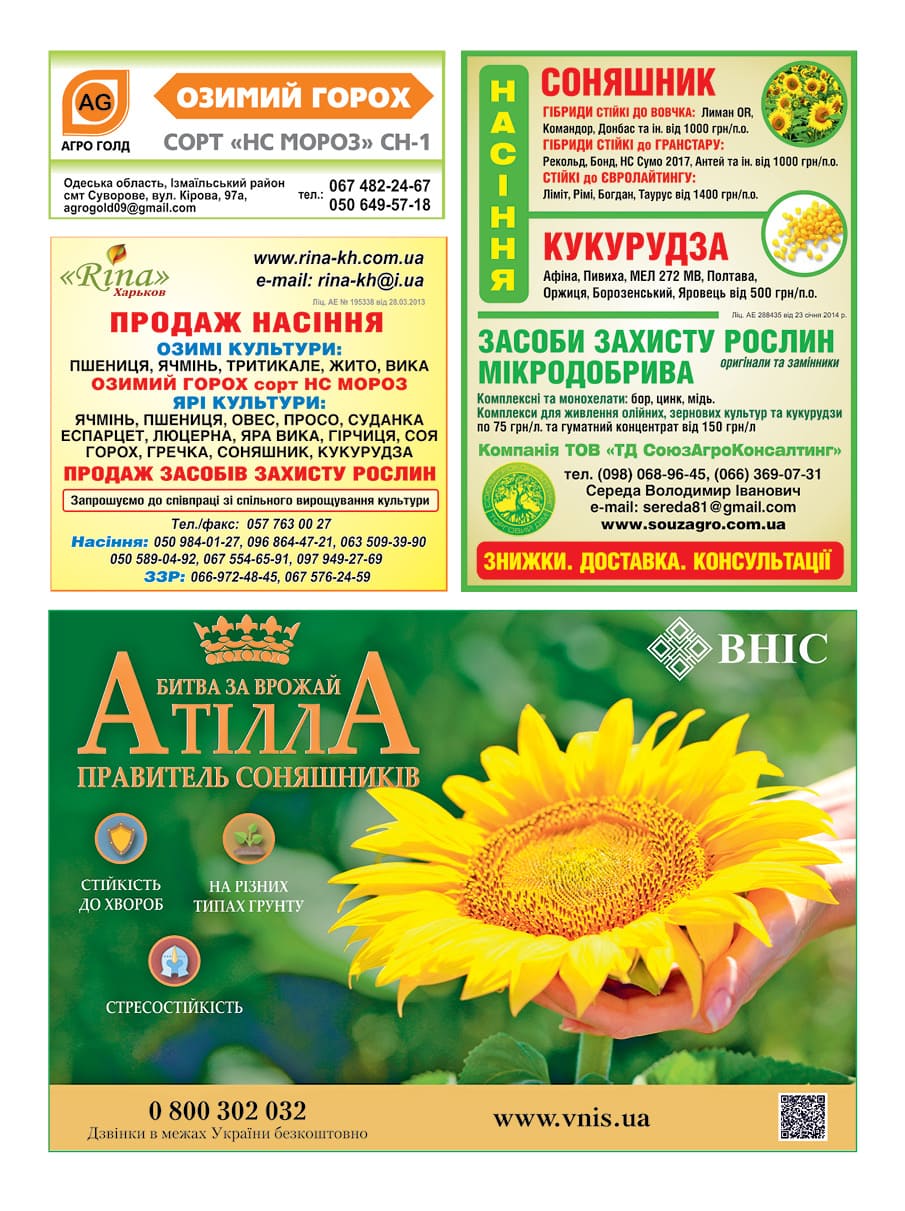 AG
АГРО ГОЛД
ОЗИМИЙ ГОРОХ
СОРТ «НС МОРОЗ» СН-1
Одеська область, Ізмаїльський район
смт Суворове, вул. Кірова, 97а,
agrogold09@gmail.com
тел.: 067 482-24-67
050 649-57-18
«Rina»
Харьков
www.rina-kh.com.ua
e-mail: rina-kh@i.ua
Ліц. АЕ № 195338 від 28.03.2013
ПРОДАЖ НАСІННЯ
ОЗИМІ КУЛЬТУРИ:
ПШЕНИЦЯ, ЯЧМІНЬ, ТРИТИКАЛЕ, ЖИТО, ВИКА
ОЗИМИЙ ГОРОХ сорт НС МОРОЗ
ЯРІ КУЛЬТУРИ:
ЯЧМІНЬ, ПШЕНИЦЯ, ОВЕС, ПРОСО, СУДАНКА
ЕСПАРЦЕТ, ЛЮЦЕРНА, ЯРА ВИКА, ГІРЧИЦЯ, СОЯ
ГОРОХ, ГРЕЧКА, СОНЯШНИК, КУКУРУДЗА
ПРОДАЖ ЗАСОБІВ ЗАХИСТУ РОСЛИН
Запрошуємо до співпраці зі спільного вирощування культури
Тел./факс: 057 763 00 27
Насіння: 050 984-01-27, 096 864-47-21, 063 509-39-90
050 589-04-92, 067 554-65-91, 097 949-27-69
ЗЗР: 066-972-48-45, 067 576-24-59
НАСІННЯ
СОНЯШНИК
ГІБРИДИ СТІЙКІ ДО ВОВЧКА: Лиман OR,
Командор, Донбас та ін. від 1000 грн/п.о.
ГІБРИДИ СТІЙКІ до ГРАНСТАРУ:
Рекольд, Бонд, НС Сумо 2017, Антей та ін. від 1000 грн/п.о.
СТІЙКІ до ЄВРОЛАЙТИНГУ:
Ліміт, Рімі, Богдан, Таурус від 1400 грн/п.о.
КУКУРУДЗА
Афіна, Пивиха, МЕЛ 272 МВ, Полтава,
Оржиця, Борозенський, Яровець від 500 грн/п.о.
Ліц. АЕ 288435 від 23 січня 2014 р.
ЗАСОБИ ЗАХИСТУ РОСЛИН
оригінали та замінники
МІКРОДОБРИВА
Комплексні та монохелати: бор, цинк, мідь.
Комплекси для живлення олійних, зернових культур та кукурудзи
по 75 грн/л. та гуматний концентрат від 150 грн/л
Компанія ТОВ «ТД СоюзАгроКонсалтинг»
тел. (098) 068-96-45, (066) 369-07-31
Середа Володимир Іванович
e-mail: sereda81@gmail.com
www.souzagro.com.ua
ТОРГОВИЙ ДІМ
ЗНИЖКИ. ДОСТАВКА. КОНСУЛЬТАЦІЇ
ВНІС
БИТВА ЗА ВРОЖАЙ
АТІЛЛА
ПРАВИТЕЛЬ СОНЯШНИКІВ
СТІЙКІСТЬ
ДО ХВОРОБ
НА РІЗНИХ
ТИПАХ ГРУНТУ
СТРЕСОСТІЙКІСТЬ
0 800 302 032
Дзвінки в межах України безкоштовно
www.vnis.ua